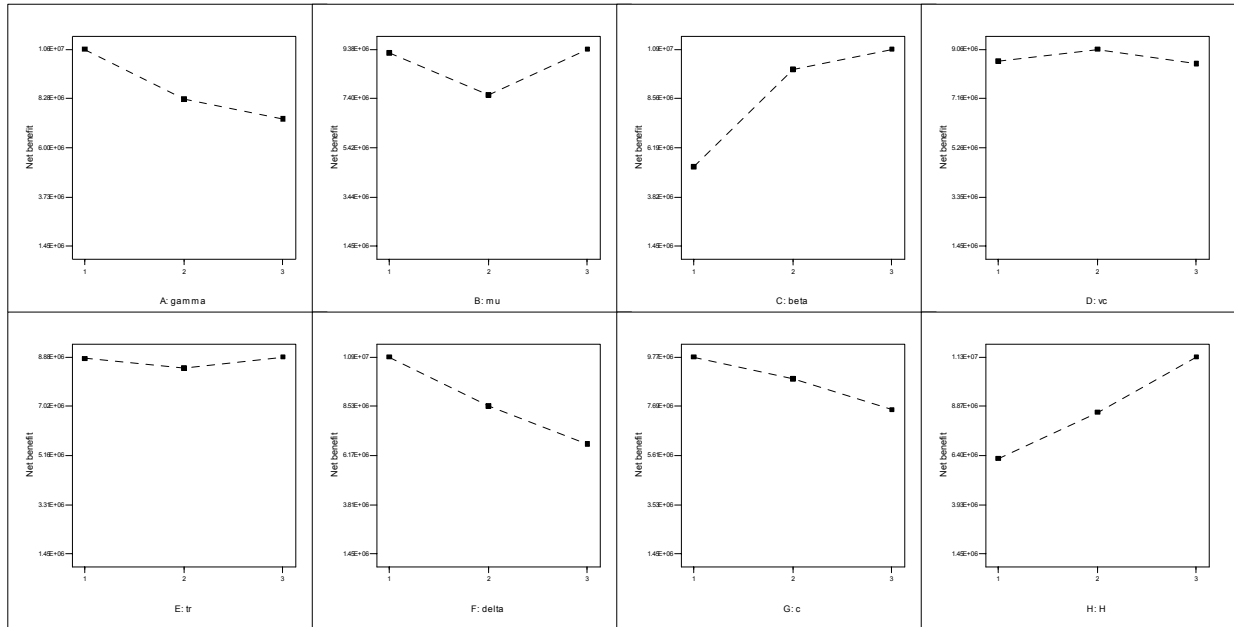 1.06E+07
8.28E+06
6.00E+06
3.73E+06
1.45E+06
Net benefit
1 2 3
A: gamma
9.38E+06
7.40E+06
5.42E+06
3.44E+06
1.45E+06
Net benefit
1 2 3
B: mu
1.09E+07
8.56E+06
6.19E+06
3.82E+06
1.45E+06
Net benefit
1 2 3
C: beta
9.06E+06
7.16E+06
5.26E+06
3.35E+06
1.45E+06
Net benefit
1 2 3
D: vc
8.88E+06
7.02E+06
5.16E+06
3.31E+06
1.45E+06
Net benefit
1 2 3
E: tr
1.09E+07
8.53E+06
6.17E+06
3.81E+06
1.45E+06
Net benefit
1 2 3
F: delta
9.77E+06
7.69E+06
5.61E+06
3.53E+06
1.45E+06
Net benefit
1 2 3
G: c
1.13E+07
8.87E+06
6.40E+06
3.93E+06
1.45E+06
Net benefit
1 2 3
H: H